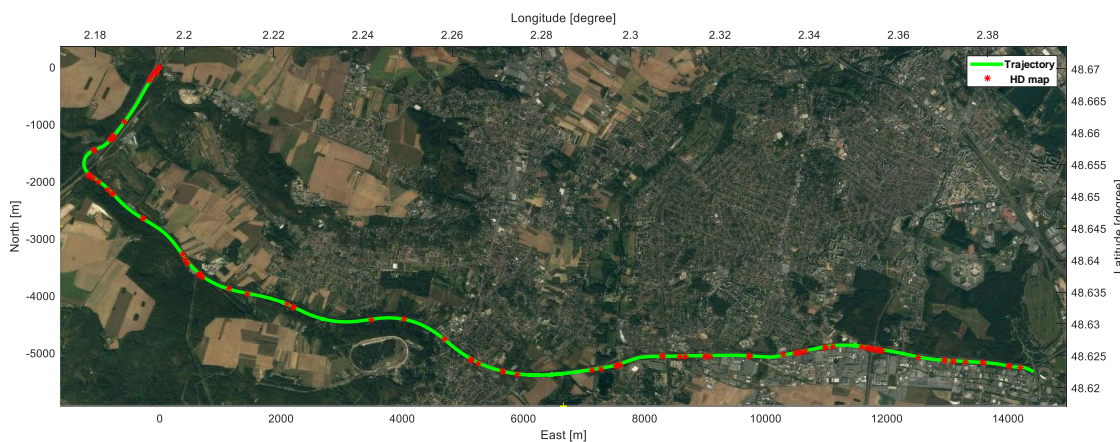 Longitude [degree]
2.18 2.2 2.22 2.24 2.26 2.28 2.3 2.32 2.34 2.36 2.38
Trajectory
HD map
0
-1000
-2000
-3000
-4000
-5000
North [m]
48.67
48.665
48.66
48.655
48.65
48.645
48.64
48.635
48.63
48.625
48.62
Latitude [degree]
0 2000 4000 6000 8000 10000 12000 14000
East [m]